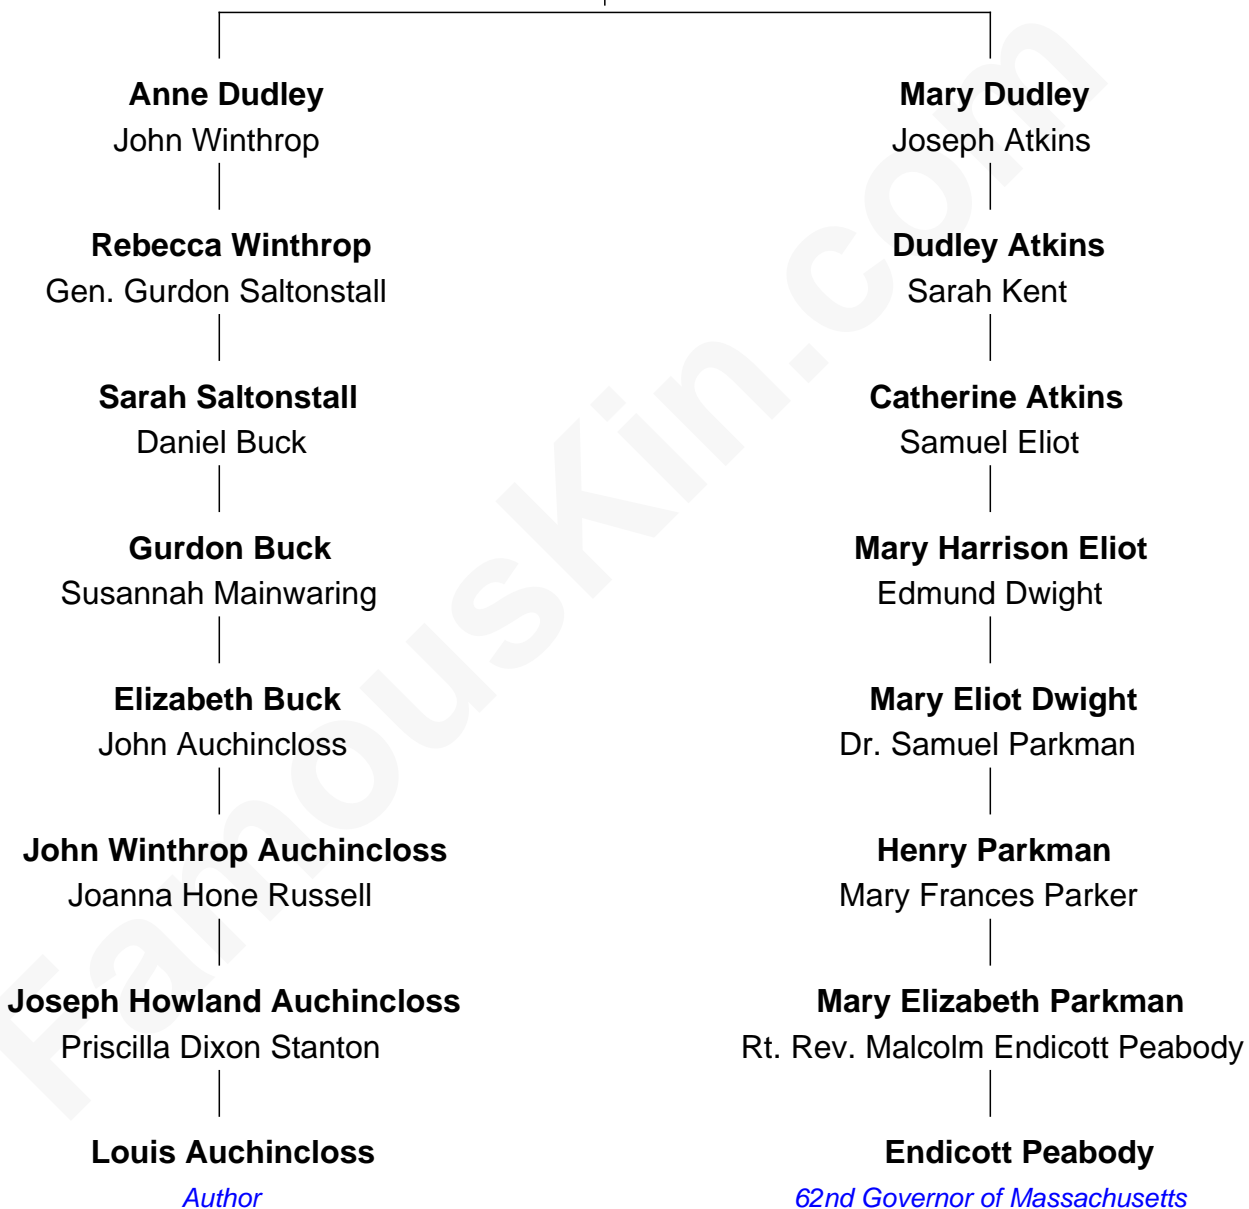 Anne Dudley
John Winthrop
Rebecca Winthrop
Gen. Gurdon Saltonstall
Sarah Saltonstall
Daniel Buck
Gurdon Buck
Susannah Mainwaring
Elizabeth Buck
John Auchincloss
John Winthrop Auchincloss
Joanna Hone Russell
Joseph Howland Auchincloss
Priscilla Dixon Stanton
Louis Auchincloss
Author
Mary Dudley
Joseph Atkins
Dudley Atkins
Sarah Kent
Catherine Atkins
Samuel Eliot
Mary Harrison Eliot
Edmund Dwight
Mary Eliot Dwight
Dr. Samuel Parkman
Henry Parkman
Mary Frances Parker
Mary Elizabeth Parkman
Rt. Rev. Malcolm Endicott Peabody
Endicott Peabody
62nd Governor of Massachusetts
FamousKin.com